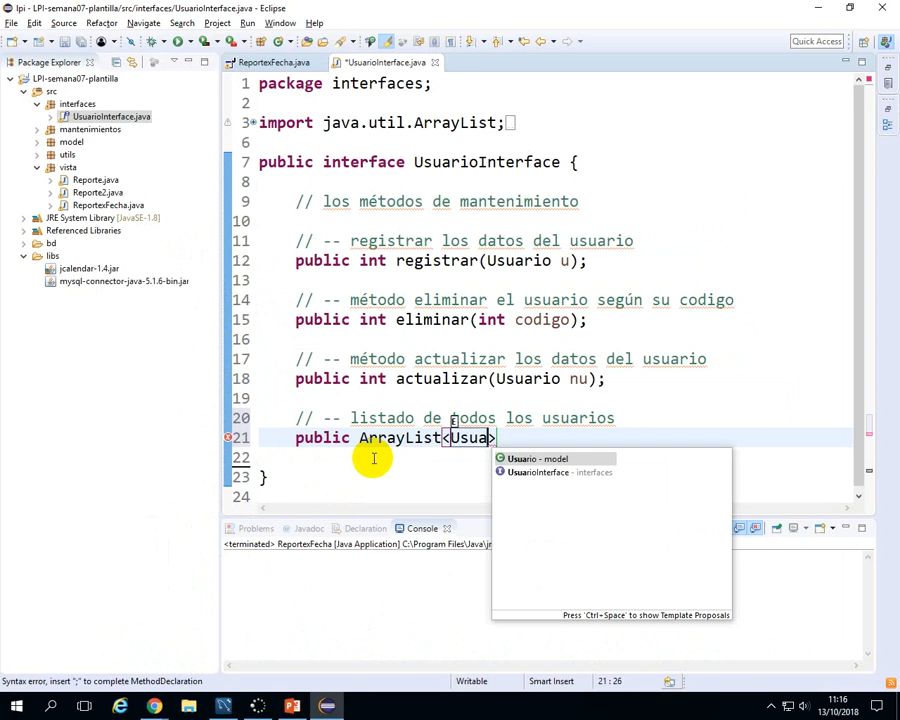 lpi - LPI-semana07-plantilla/src/interfaces/UsuarioInterface.java - Eclipse
File Edit Source Refactor Navigate Search Project Run Window Help
Quick Access
Package Explorer
ReportexFecha.java
*UsuarioInterface.java
LPI-semana07-plantilla
src
interfaces
UsuarioInterface.java
mantenimientos
model
utils
vista
Reporte.java
Reporte2.java
ReportexFecha.java
JRE System Library [JavaSE-1.8]
Referenced Libraries
bd
libs
jcalendar-1.4.jar
mysql-connector-java-5.1.6-bin.jar
1 package interfaces;
2
3 import java.util.ArrayList;
6
7 public interface UsuarioInterface {
8
9 // los métodos de mantenimiento
10
11 // -- registrar los datos del usuario
12 public int registrar(Usuario u);
13
14 // -- método eliminar el usuario según su codigo
15 public int eliminar(int codigo);
16
17 // -- método actualizar los datos del usuario
18 public int actualizar(Usuario nu);
19
20 // -- listado de todos los usuarios
21 public ArrayList<Usua>
22
23 }
24
Usuario - model
UsuarioInterface - interfaces
Press 'Ctrl+Space' to show Template Proposals
Problems Javadoc Declaration Console
<terminated> ReportexFecha [Java Application] C:\Program Files\Java\jr
Syntax error, insert ";" to complete MethodDeclaration
Writable
Smart Insert
21 : 26
11:16
13/10/2018